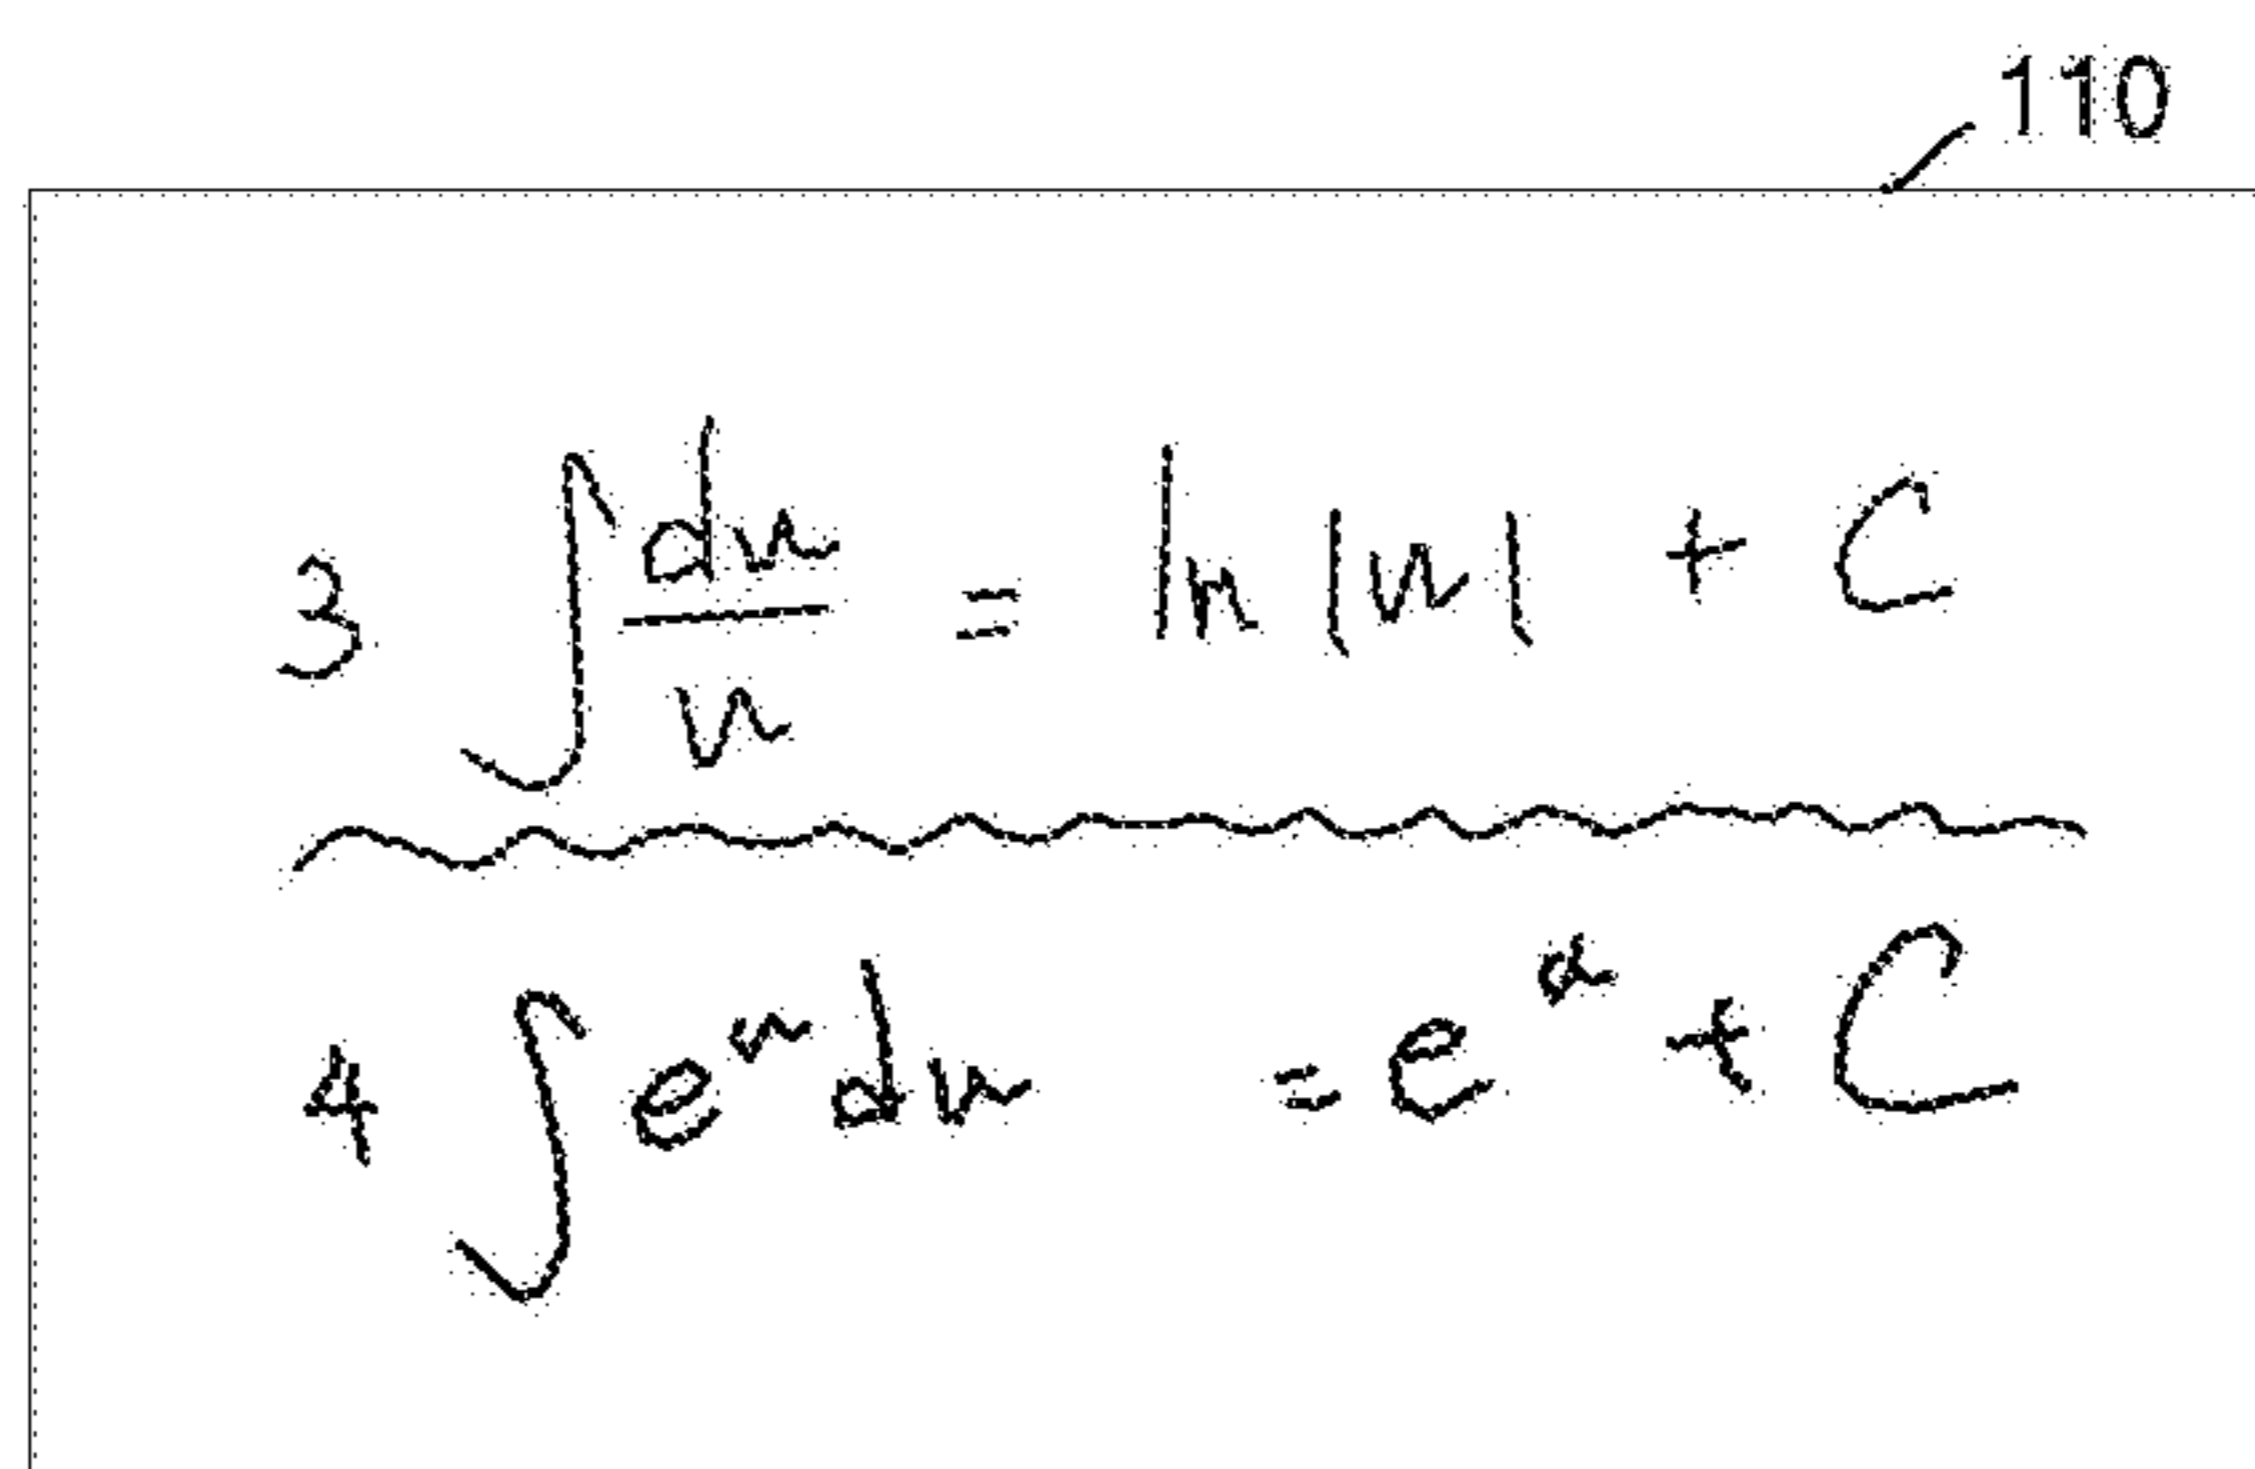 110
3 ∫ du/u = ln |u| + C
4 ∫ e^u du = e^u + C